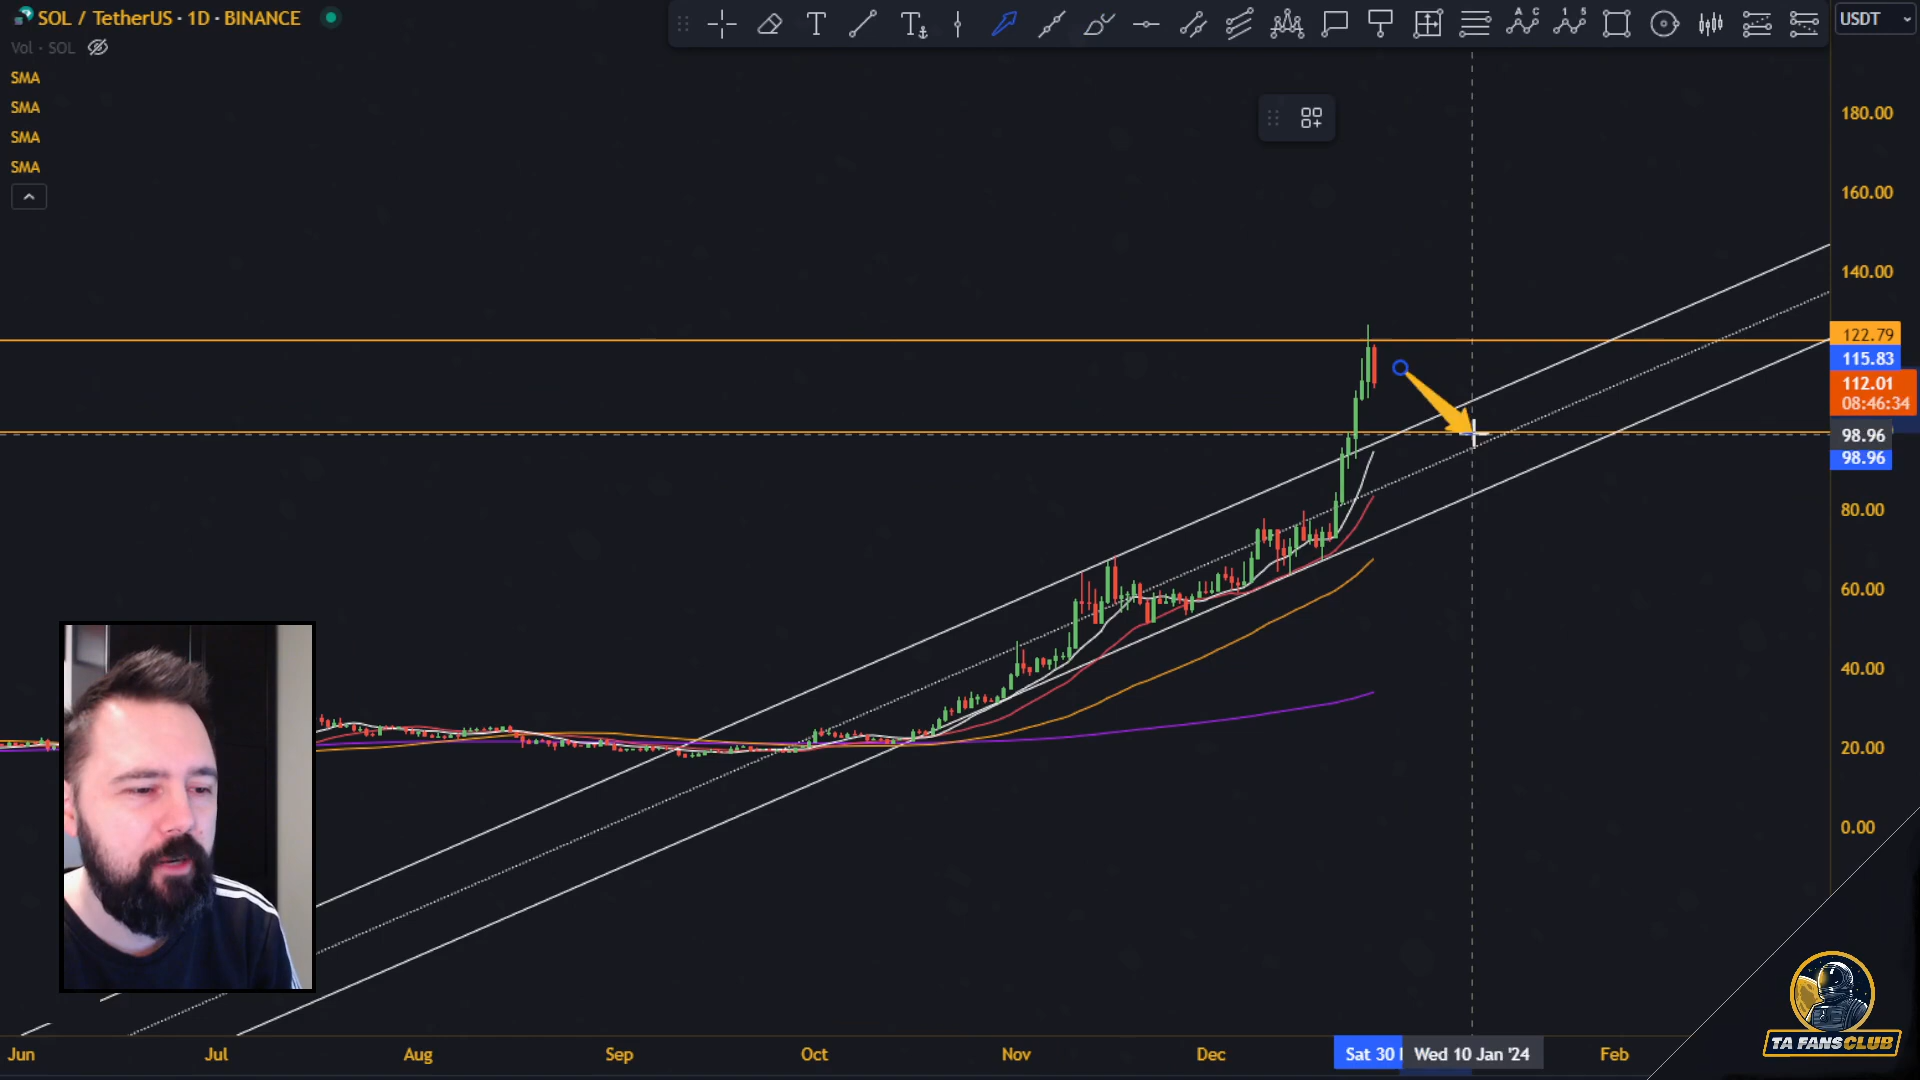 SOL / TetherUS · 1D · BINANCE
Vol · SOL
SMA
SMA
SMA
SMA
USDT
180.00
160.00
140.00
122.79
115.83
112.01
08:46:34
98.96
98.96
80.00
60.00
40.00
20.00
0.00
Jun Jul Aug Sep Oct Nov Dec Sat 30 Wed 10 Jan '24 Feb
TA FANSCLUB